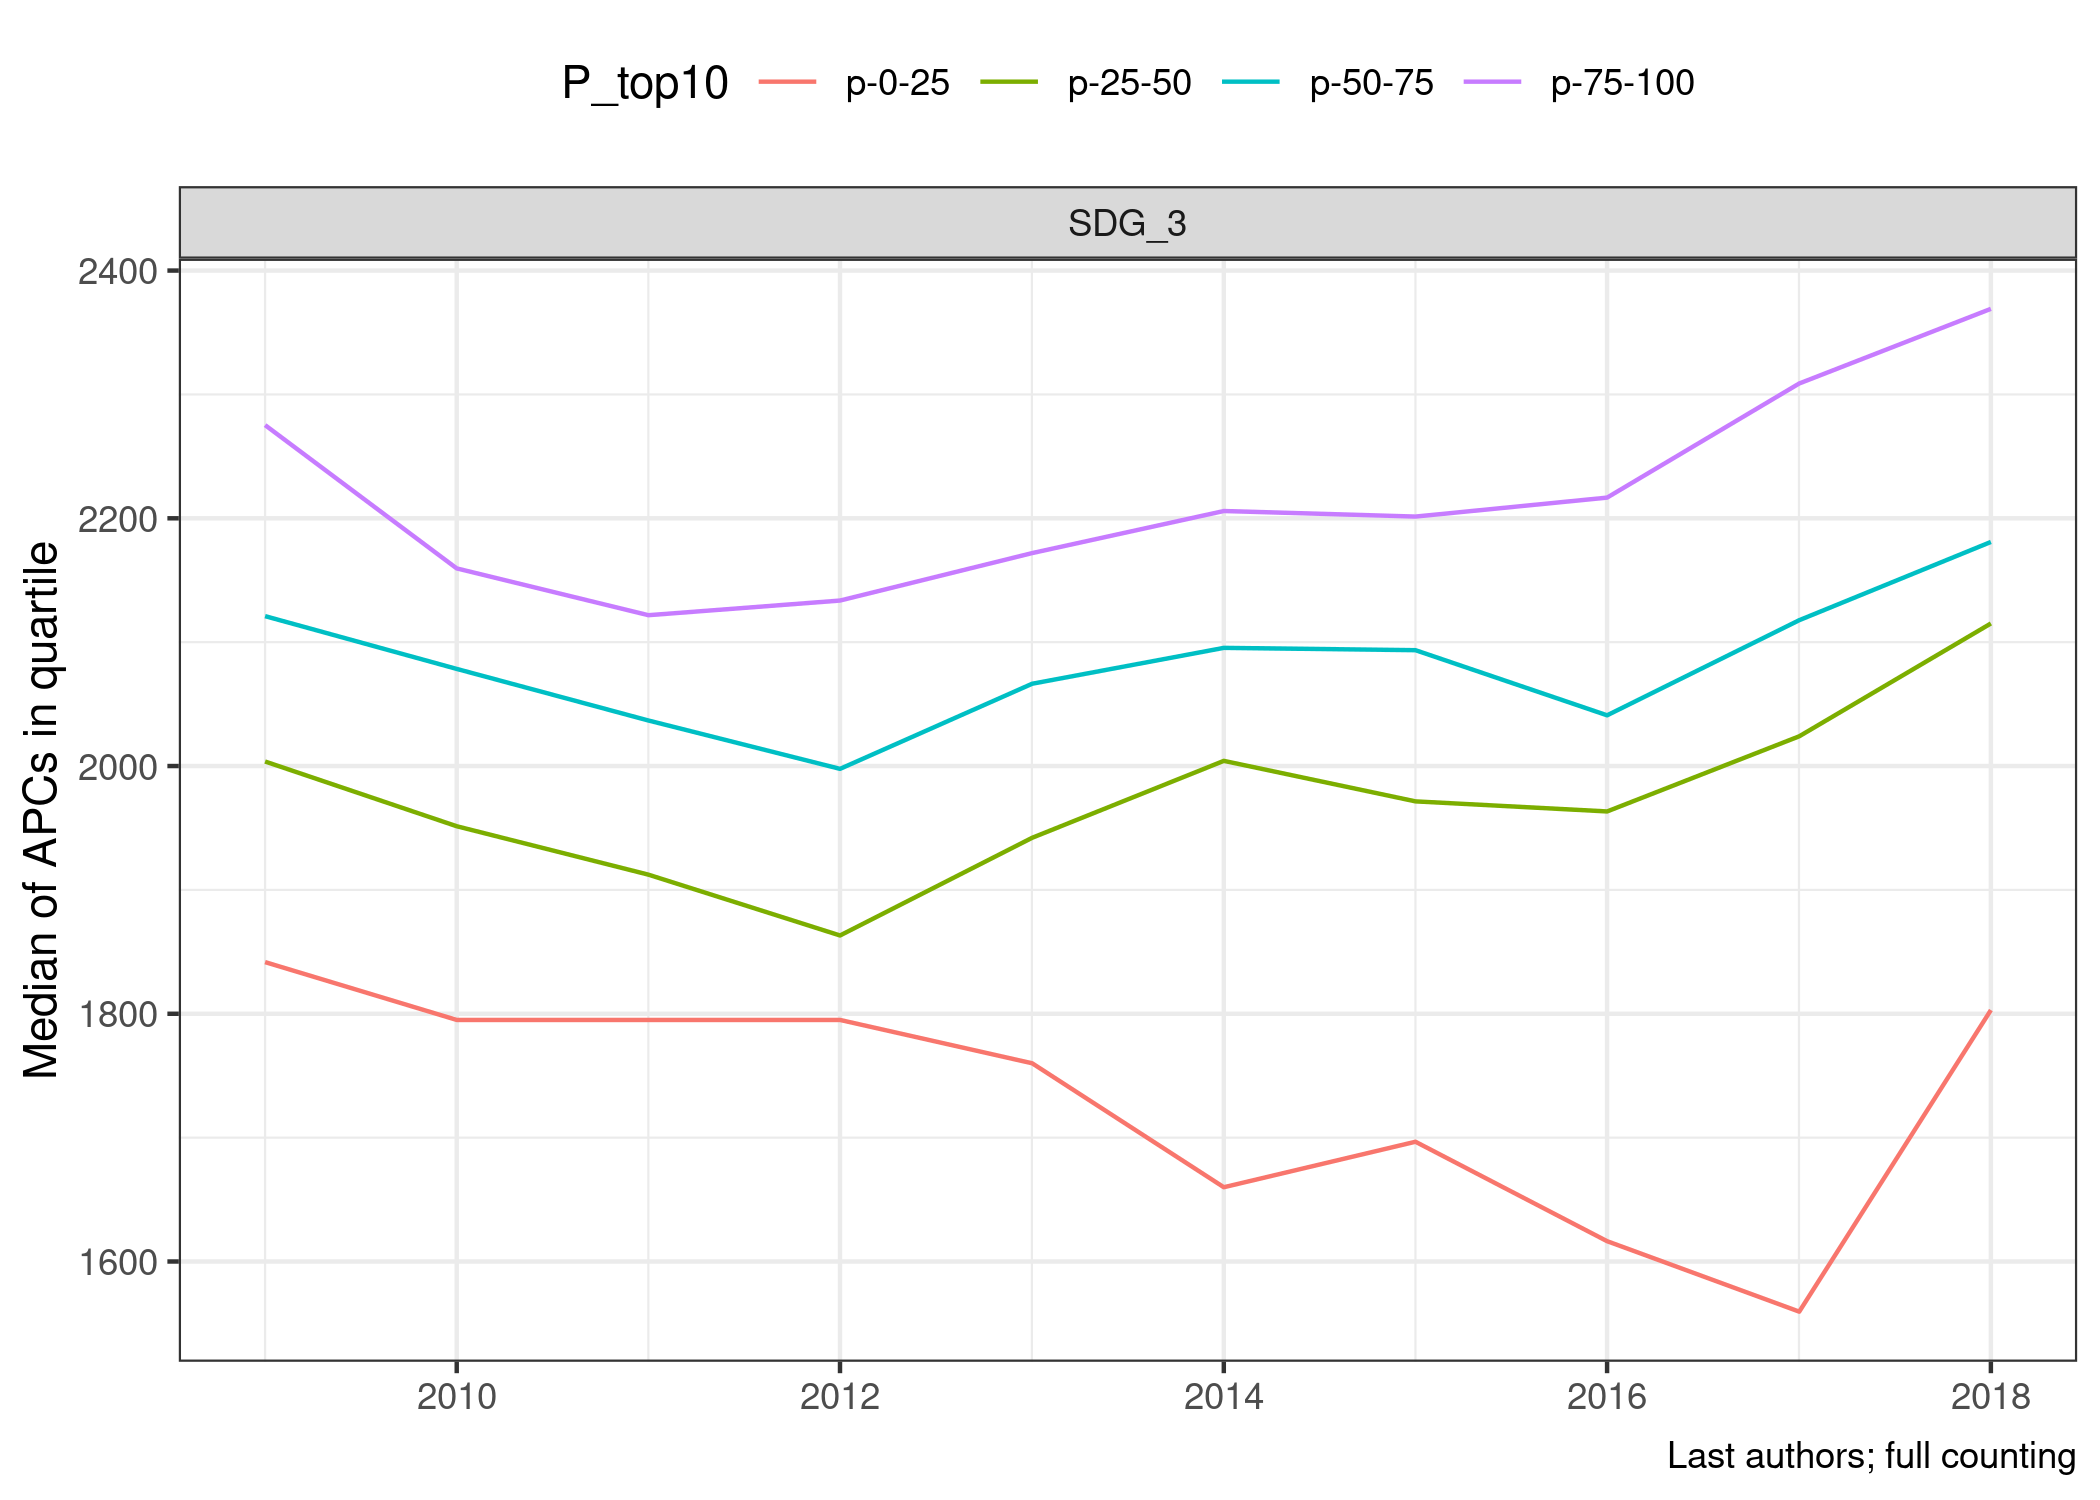 P_top10 p-0-25 p-25-50 p-50-75 p-75-100
SDG_3
2400
2200
2000
1800
1600
Median of APCs in quartile
2010 2012 2014 2016 2018
Last authors; full counting